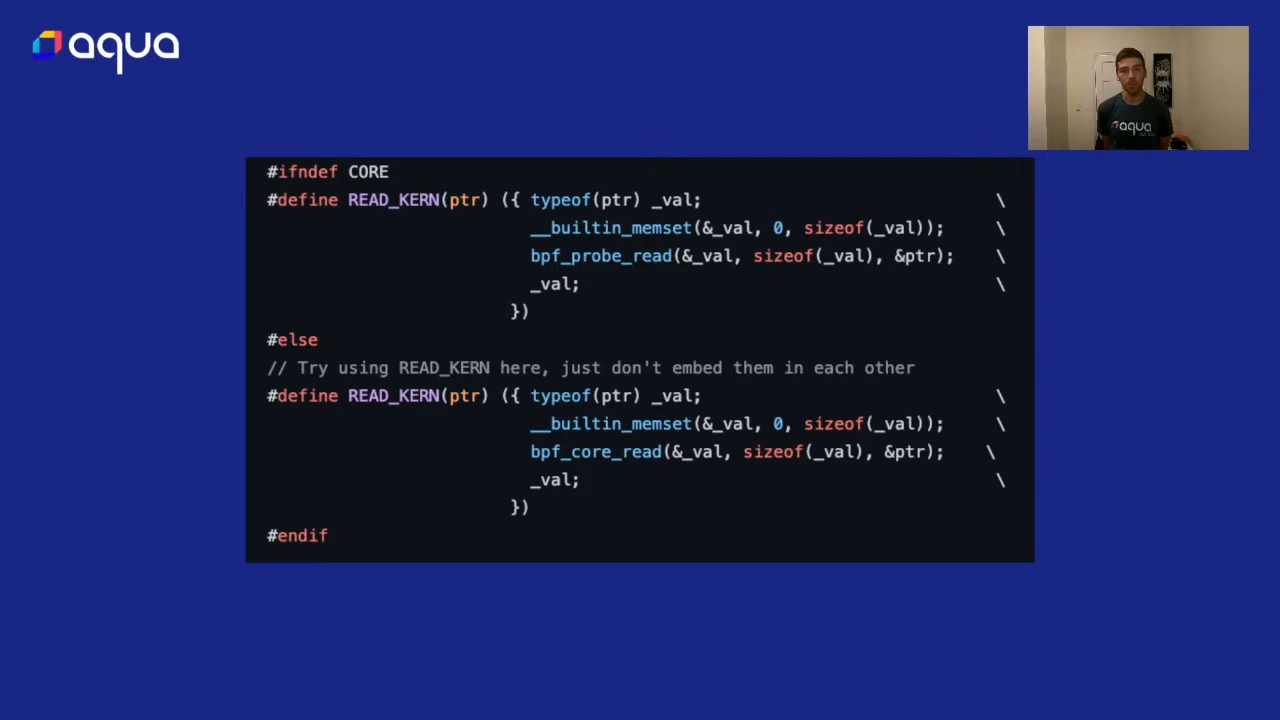 aqua
aqua
#ifndef CORE
#define READ_KERN(ptr) ({ typeof(ptr) _val; \
__builtin_memset(&_val, 0, sizeof(_val)); \
bpf_probe_read(&_val, sizeof(_val), &ptr); \
_val; \
})
#else
// Try using READ_KERN here, just don't embed them in each other
#define READ_KERN(ptr) ({ typeof(ptr) _val; \
__builtin_memset(&_val, 0, sizeof(_val)); \
bpf_core_read(&_val, sizeof(_val), &ptr); \
_val; \
})
#endif